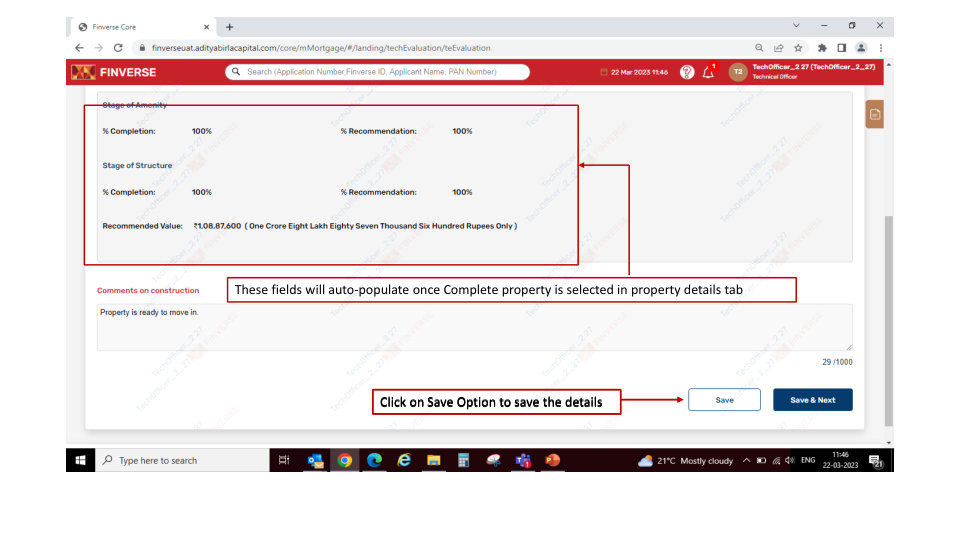 Finverse Core
finverseuat.adityabirlacapital.com/core/mMortgage/#/landing/techEvaluation/teEvaluation
FINVERSE
Search (Application Number,Finverse ID, Applicant Name, PAN Number)
22 Mar 2023 11:46
T2
TechOfficer_2 27 (TechOfficer_2_27)
Technical Officer
Stage of Amenity
% Completion: 100% % Recommendation: 100%
Stage of Structure
% Completion: 100% % Recommendation: 100%
Recommended Value: ₹1,08,87,600 ( One Crore Eight Lakh Eighty Seven Thousand Six Hundred Rupees Only )
These fields will auto-populate once Complete property is selected in property details tab
Comments on construction
Property is ready to move in.
29 /1000
Click on Save Option to save the details
Save
Save & Next
Type here to search
21°C Mostly cloudy
ENG
11:46
22-03-2023